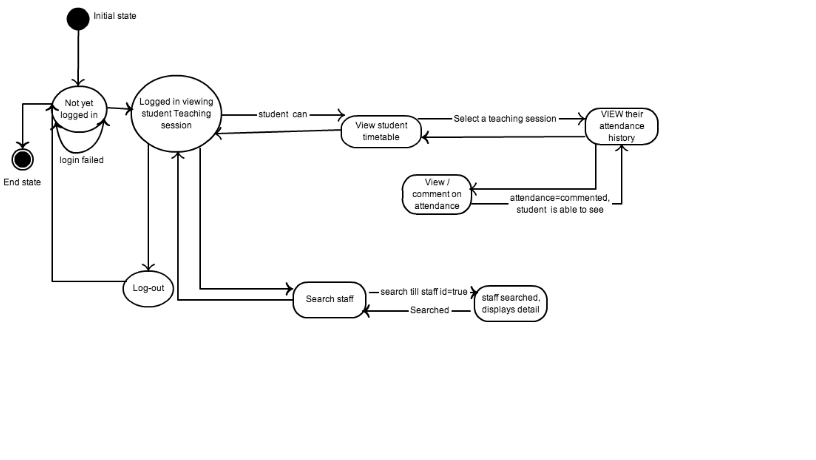 Initial state
Not yet
logged in
Logged in viewing
student Teaching
session
student can
View student
timetable
Select a teaching session
VIEW their
attendance
history
login failed
End state
View /
comment on
attendance
attendance=commented,
student is able to see
Log-out
Search staff
search till staff id=true
Searched
staff searched,
displays detail